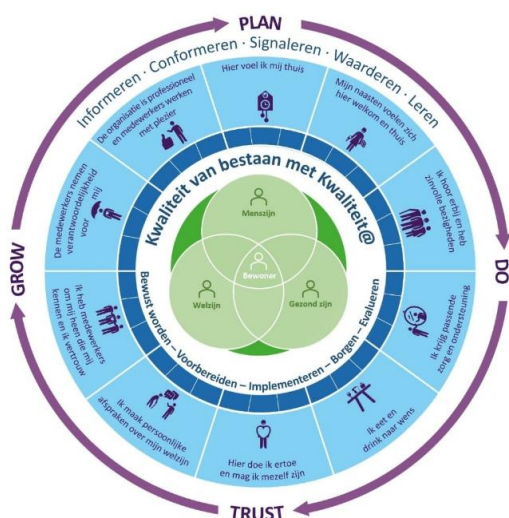 PLAN
Informeren · Conformeren · Signaleren · Waarderen · Leren
Hier voel ik mij thuis
Mijn naasten voelen zich
hier welkom en thuis
Ik hoor erbij en heb
zinvolle bezigheden
DO
Ik krijg passende
zorg en ondersteuning
Ik eet en
drink naar wens
Hier doe ik ertoe
en mag ik mezelf zijn
TRUST
Ik maak persoonlijke
afspraken over mijn welzijn
Ik heb medewerkers
om mij heen die mij
kennen en ik vertrouw
GROW
De medewerkers nemen
verantwoordelijkheid
voor mij
De organisatie is professioneel
en medewerkers werken
met plezier
Kwaliteit van bestaan met Kwaliteit@
Menszijn
Bewoner
Welzijn
Gezond zijn
Bewust worden – Voorbereiden – Implementeren – Borgen – Evalueren